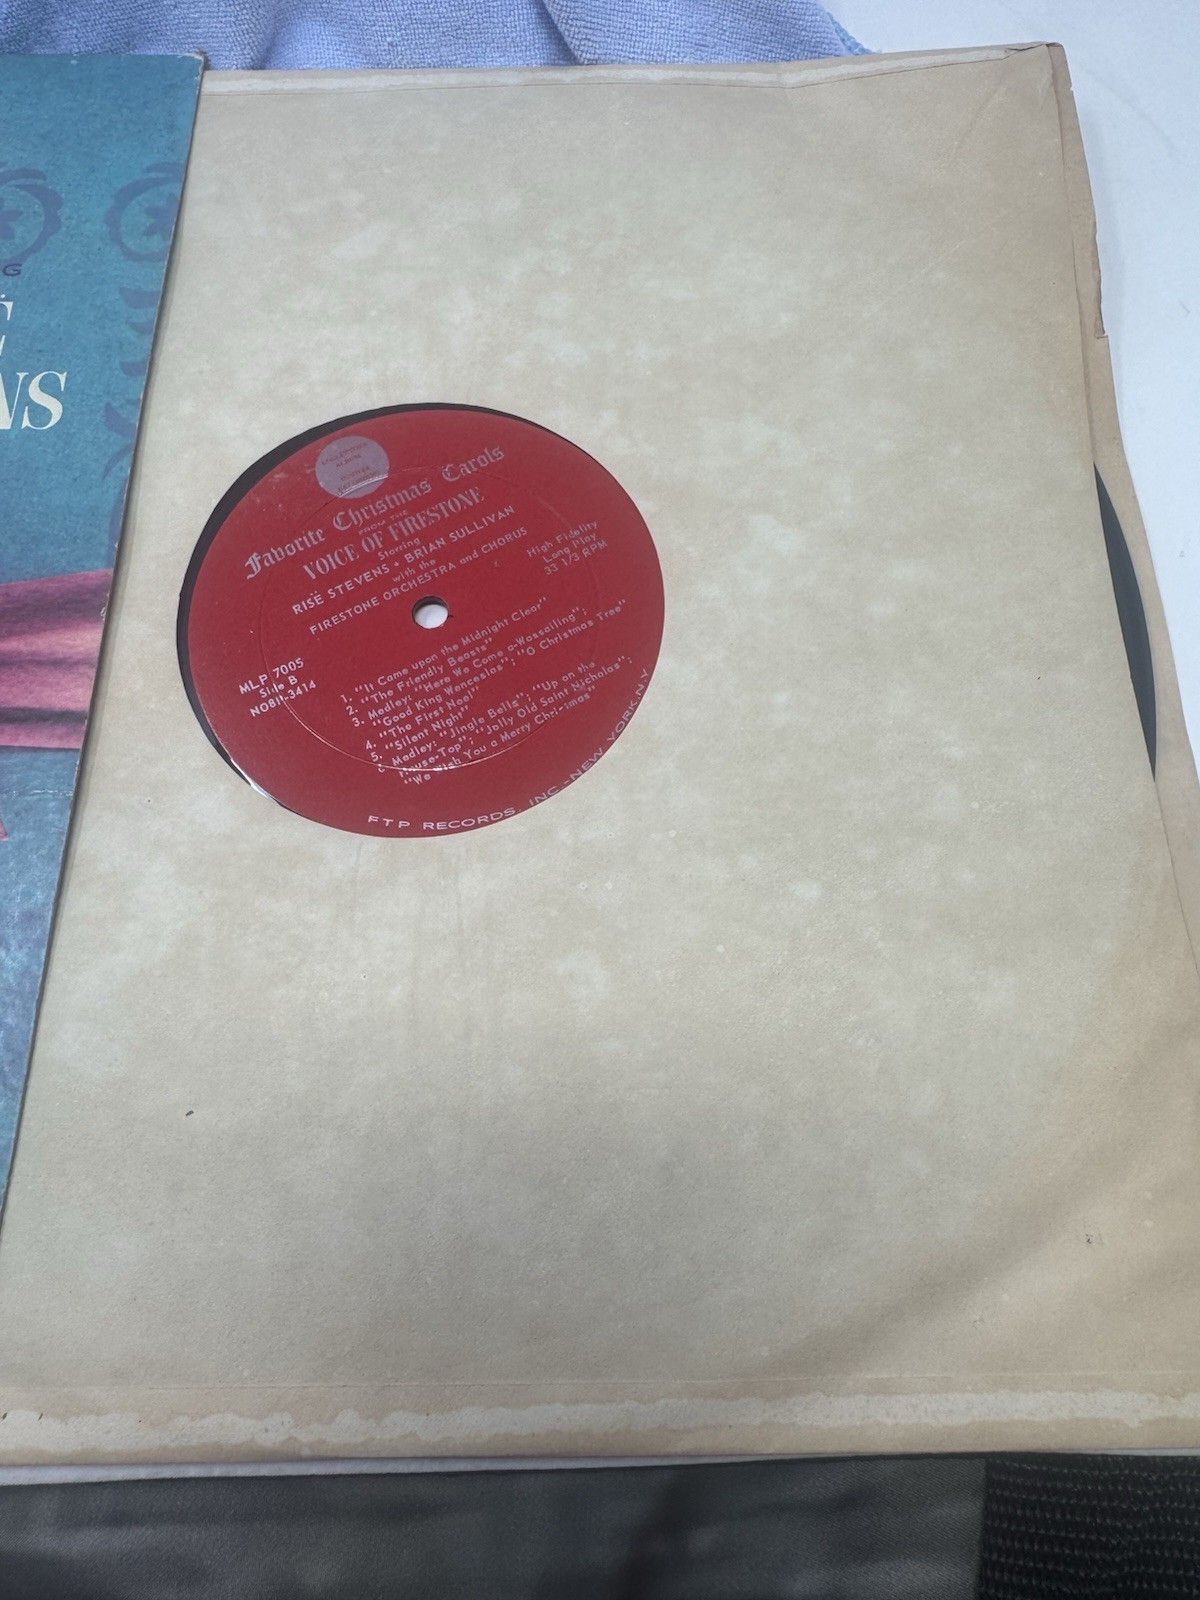 G
Ë
NS
Favorite Christmas Carols
FROM THE
VOICE OF FIRESTONE
Starring
RISË STEVENS • BRIAN SULLIVAN
with the
FIRESTONE ORCHESTRA and CHORUS
High Fidelity
Long Play
33 1/3 RPM
MLP 7005
Side B
NO8H-3414
1. "It Came upon the Midnight Clear"
2. "The Friendly Beasts"
3. Medley: "Here We Come a-Wassailing";
"Good King Wenceslas"; "O Christmas Tree"
4. "The First Noel"
5. "Silent Night"
Medley: "Jingle Bells"; "Up on the
House-Top"; "Jolly Old Saint Nicholas";
"We Wish You a Merry Christmas"
FTP RECORDS, INC.-NEW YORK, N.Y.